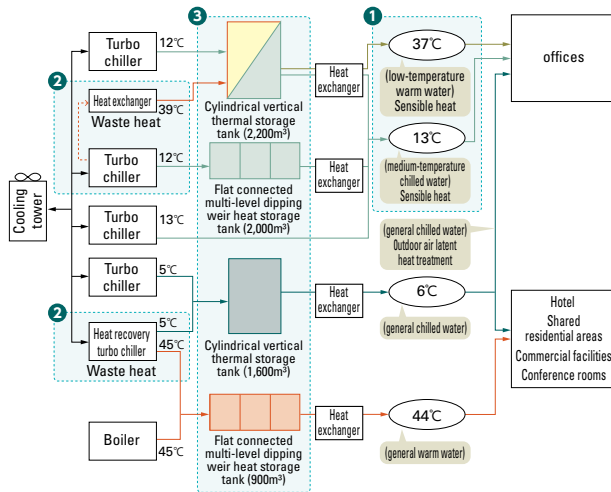 3
1
Turbo
chiller
12℃
2
Heat exchanger
39℃
Waste heat
Turbo
chiller
12℃
Cooling
tower
Turbo
chiller
13℃
Turbo
chiller
5℃
2
Heat recovery
turbo chiller
5℃
45℃
Waste heat
Boiler
45℃
Cylindrical vertical
thermal storage
tank (2,200m³)
Flat connected
multi-level dipping
weir heat storage
tank (2,000m³)
Cylindrical vertical
thermal storage
tank (1,600m³)
Flat connected
multi-level dipping
weir heat storage
tank (900m³)
Heat
exchanger
Heat
exchanger
Heat
exchanger
Heat
exchanger
37℃
(low-temperature
warm water)
Sensible heat
13℃
(medium-temperature
chilled water)
Sensible heat
(general chilled water)
Outdoor air latent
heat treatment
6℃
(general chilled water)
44℃
(general warm water)
offices
Hotel
Shared
residential areas
Commercial facilities
Conference rooms